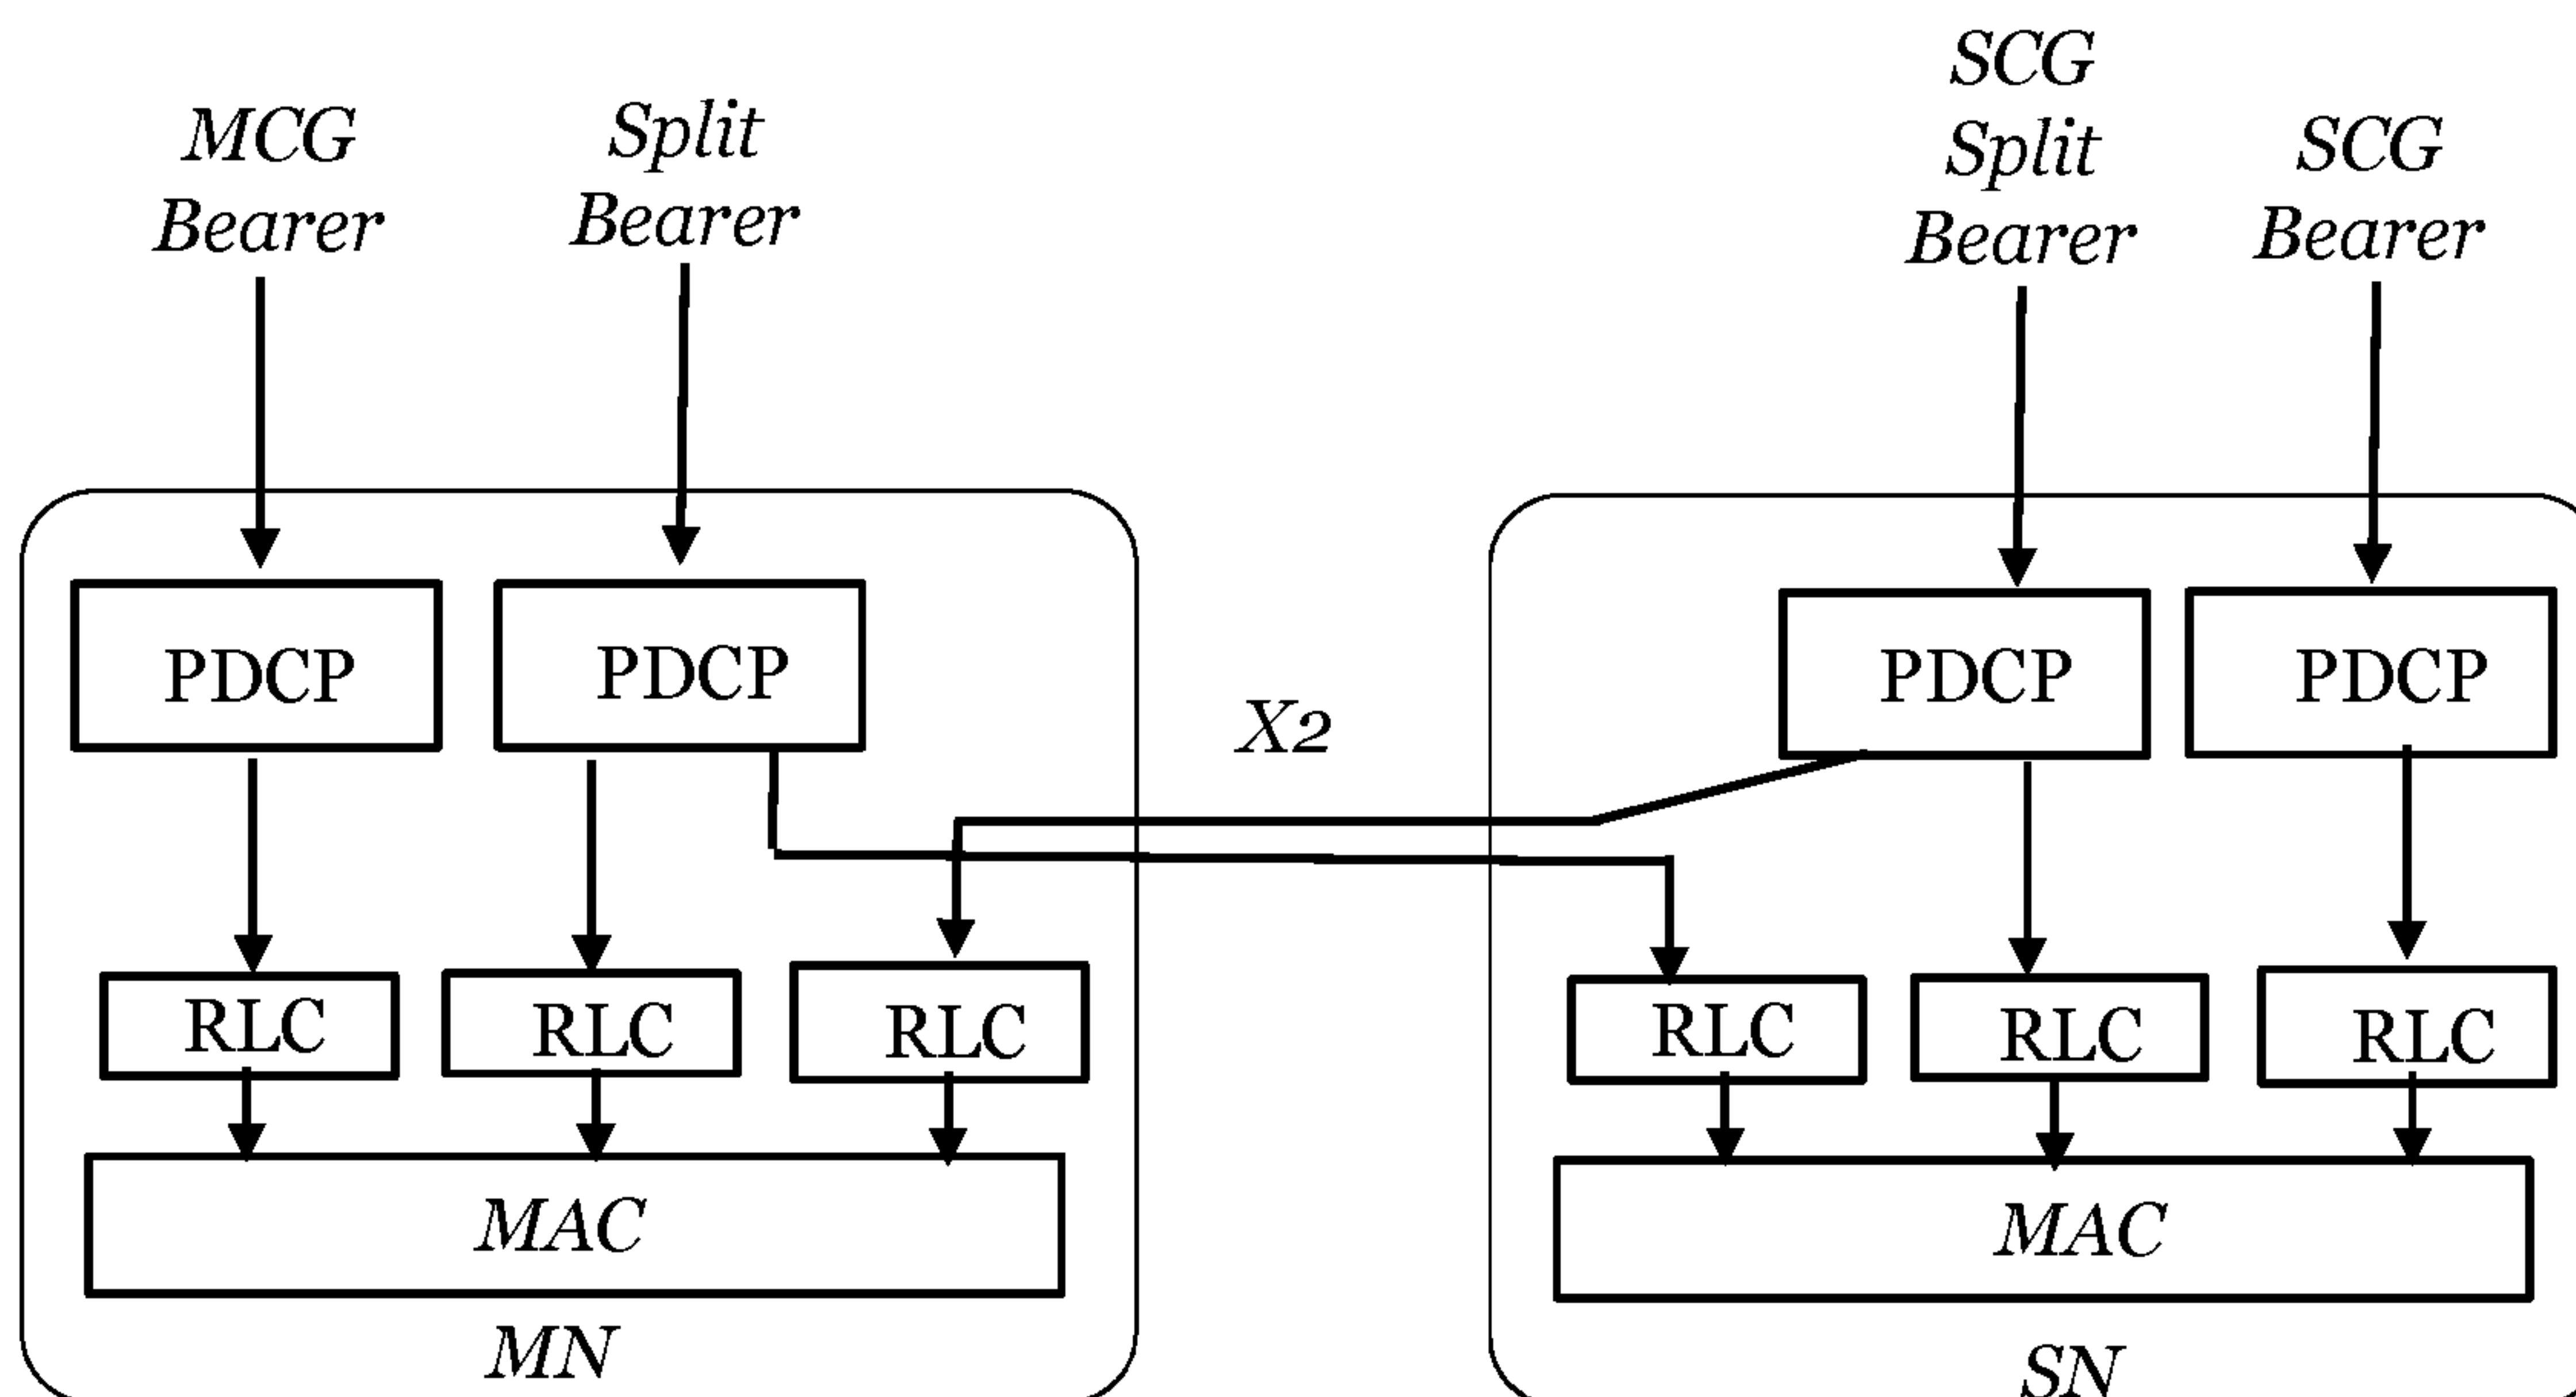 MCG
Bearer
Split
Bearer
SCG
Split
Bearer
SCG
Bearer
PDCP
PDCP
X2
PDCP
PDCP
RLC
RLC
RLC
RLC
RLC
RLC
MAC
MAC
MN
SN